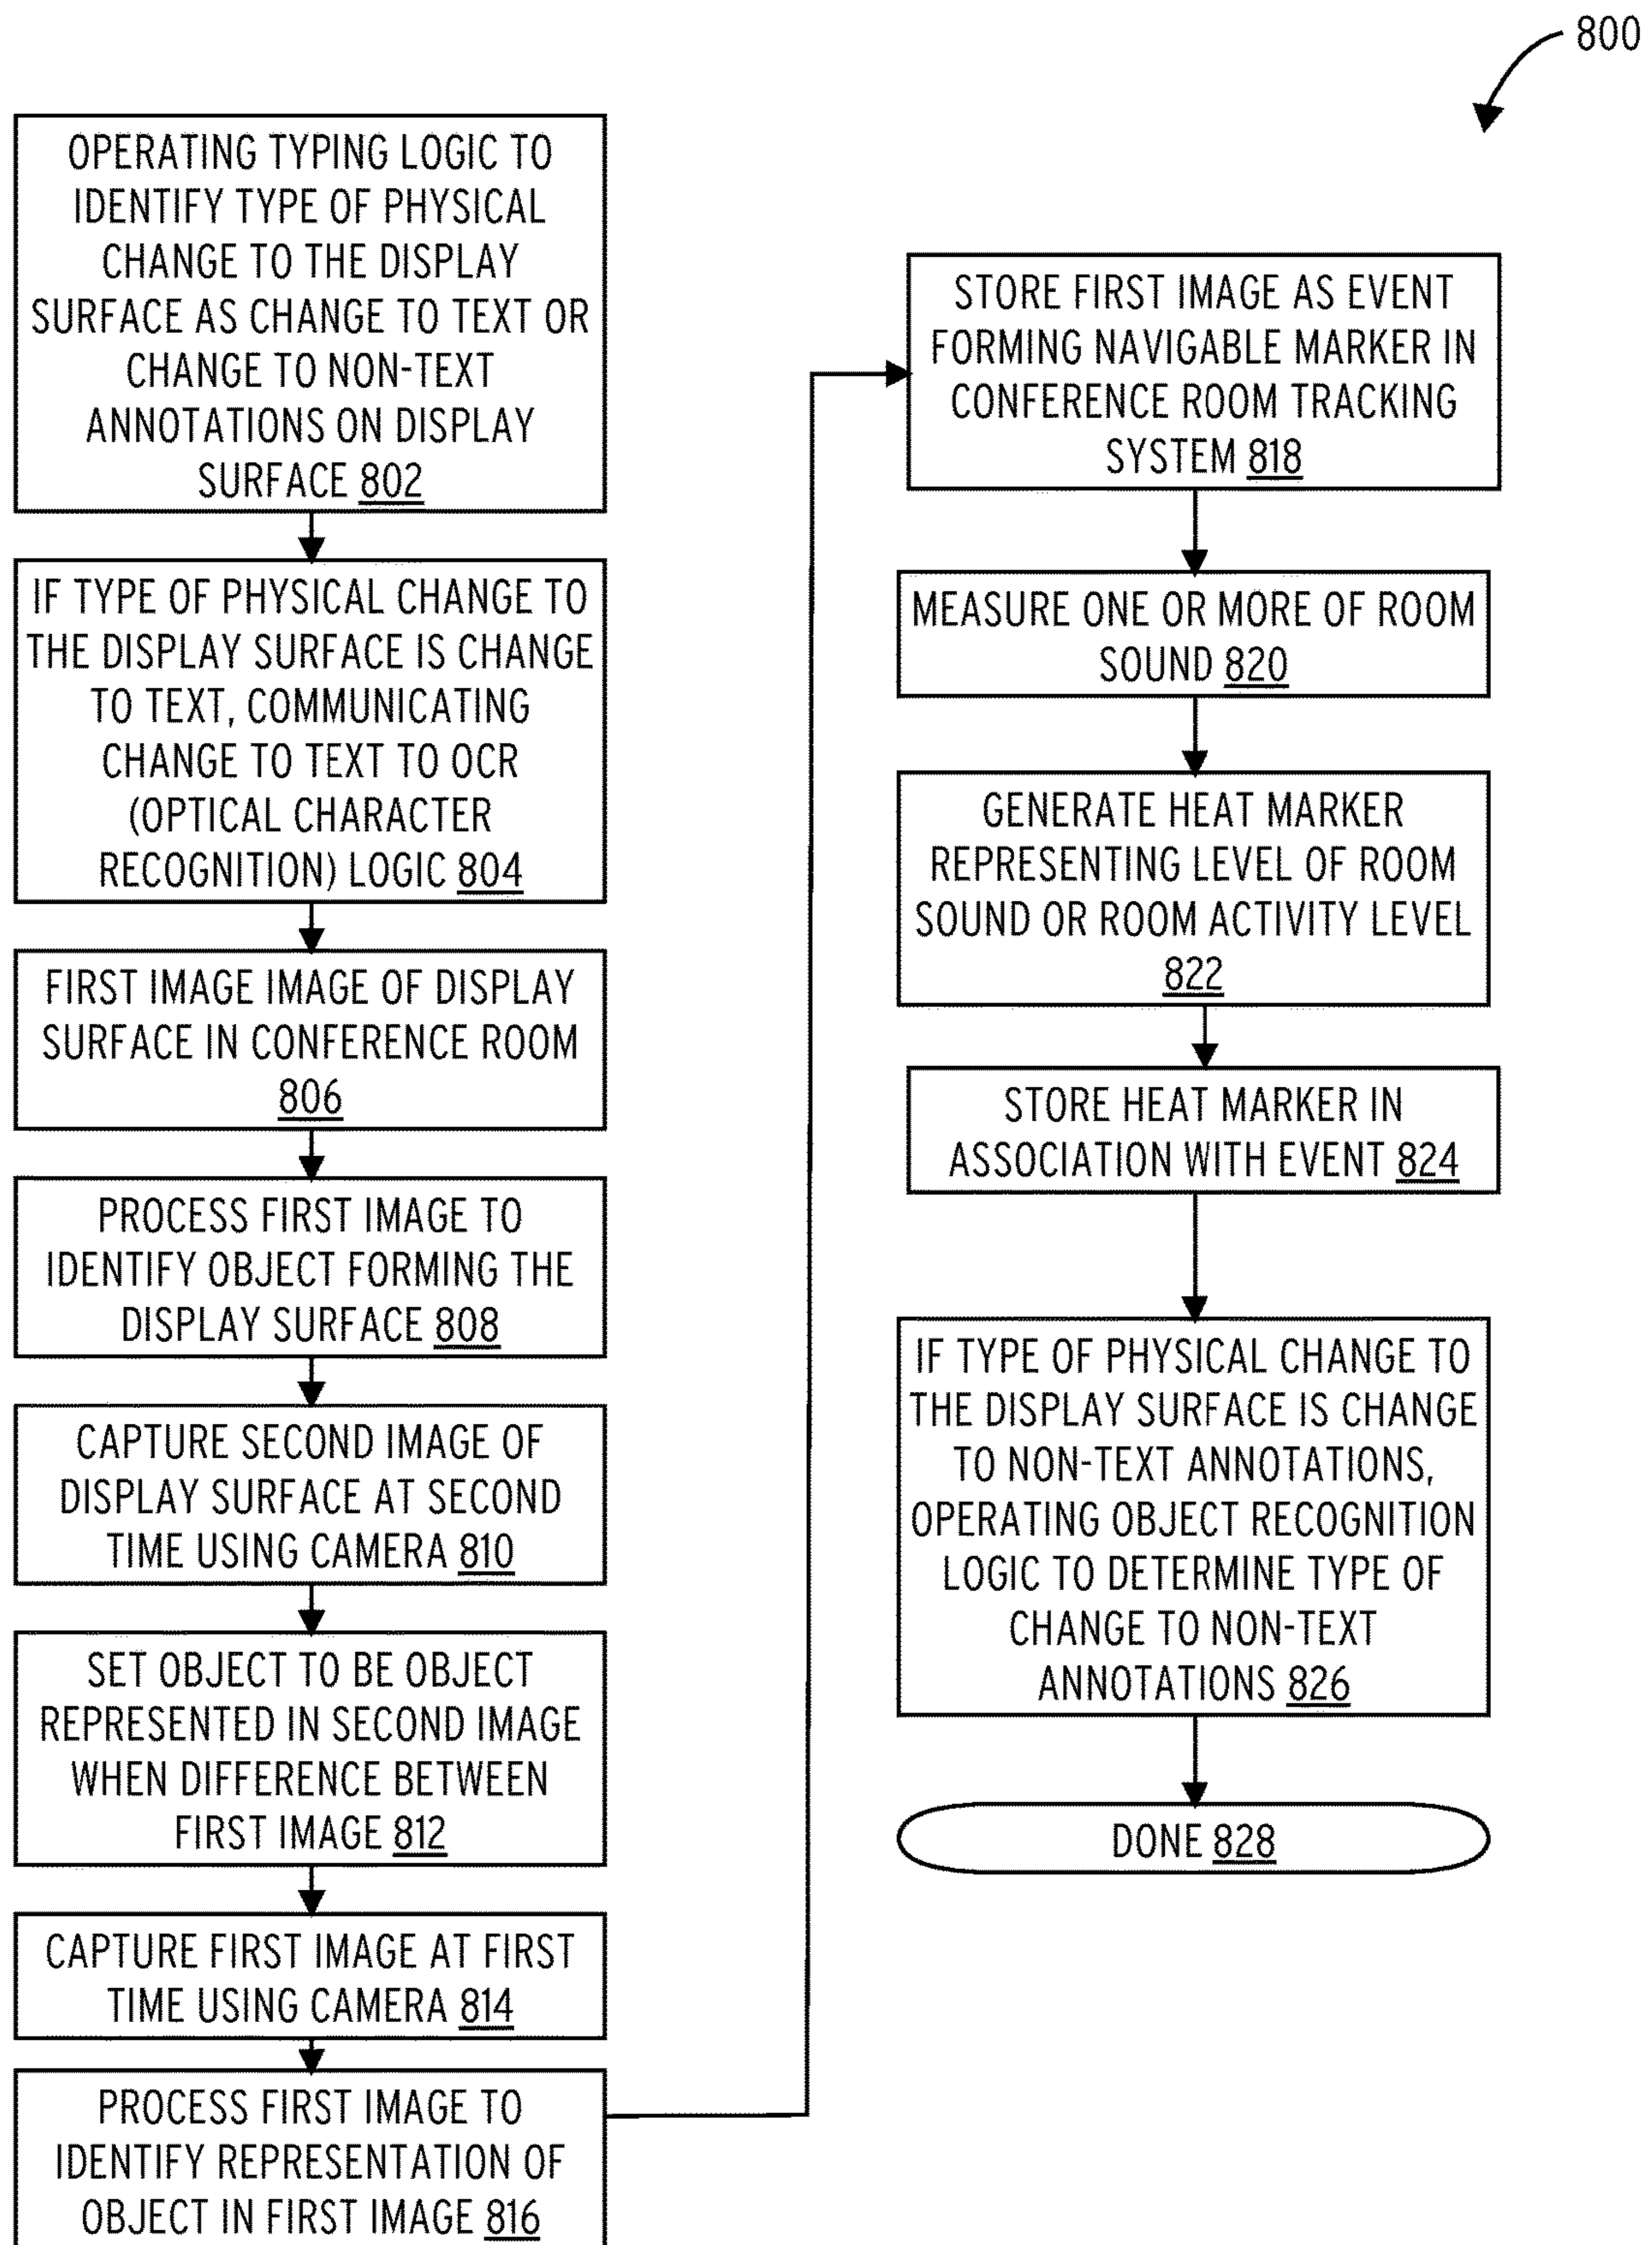 800
OPERATING TYPING LOGIC TO
IDENTIFY TYPE OF PHYSICAL
CHANGE TO THE DISPLAY
SURFACE AS CHANGE TO TEXT OR
CHANGE TO NON-TEXT
ANNOTATIONS ON DISPLAY
SURFACE 802
IF TYPE OF PHYSICAL CHANGE TO
THE DISPLAY SURFACE IS CHANGE
TO TEXT, COMMUNICATING
CHANGE TO TEXT TO OCR
(OPTICAL CHARACTER
RECOGNITION) LOGIC 804
FIRST IMAGE IMAGE OF DISPLAY
SURFACE IN CONFERENCE ROOM
806
PROCESS FIRST IMAGE TO
IDENTIFY OBJECT FORMING THE
DISPLAY SURFACE 808
CAPTURE SECOND IMAGE OF
DISPLAY SURFACE AT SECOND
TIME USING CAMERA 810
SET OBJECT TO BE OBJECT
REPRESENTED IN SECOND IMAGE
WHEN DIFFERENCE BETWEEN
FIRST IMAGE 812
CAPTURE FIRST IMAGE AT FIRST
TIME USING CAMERA 814
PROCESS FIRST IMAGE TO
IDENTIFY REPRESENTATION OF
OBJECT IN FIRST IMAGE 816
STORE FIRST IMAGE AS EVENT
FORMING NAVIGABLE MARKER IN
CONFERENCE ROOM TRACKING
SYSTEM 818
MEASURE ONE OR MORE OF ROOM
SOUND 820
GENERATE HEAT MARKER
REPRESENTING LEVEL OF ROOM
SOUND OR ROOM ACTIVITY LEVEL
822
STORE HEAT MARKER IN
ASSOCIATION WITH EVENT 824
IF TYPE OF PHYSICAL CHANGE TO
THE DISPLAY SURFACE IS CHANGE
TO NON-TEXT ANNOTATIONS,
OPERATING OBJECT RECOGNITION
LOGIC TO DETERMINE TYPE OF
CHANGE TO NON-TEXT
ANNOTATIONS 826
DONE 828